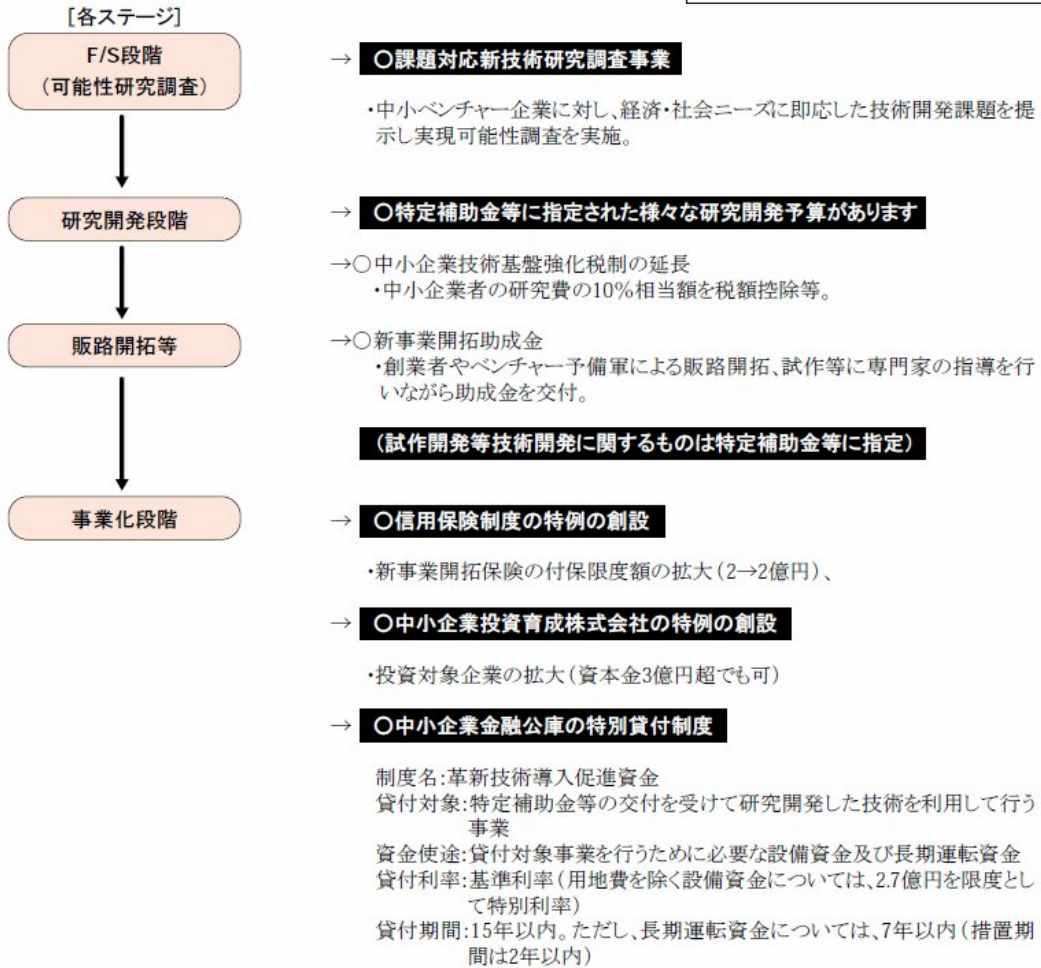 [各ステージ]
F/S段階
(可能性研究調査)
→ ○課題対応新技術研究調査事業
・中小ベンチャー企業に対し、経済・社会ニーズに即応した技術開発課題を提
示し実現可能性調査を実施。
研究開発段階
→ ○特定補助金等に指定された様々な研究開発予算があります
→○中小企業技術基盤強化税制の延長
・中小企業者の研究費の10%相当額を税額控除等。
販路開拓等
→○新事業開拓助成金
・創業者やベンチャー予備軍による販路開拓、試作等に専門家の指導を行
いながら助成金を交付。
(試作開発等技術開発に関するものは特定補助金等に指定)
事業化段階
→ ○信用保険制度の特例の創設
・新事業開拓保険の付保限度額の拡大(2→2億円)、
→ ○中小企業投資育成株式会社の特例の創設
・投資対象企業の拡大(資本金3億円超でも可)
→ ○中小企業金融公庫の特別貸付制度
制度名:革新技術導入促進資金
貸付対象:特定補助金等の交付を受けて研究開発した技術を利用して行う
事業
資金使途:貸付対象事業を行うために必要な設備資金及び長期運転資金
貸付利率:基準利率(用地費を除く設備資金については、2.7億円を限度とし
て特別利率)
貸付期間:15年以内。ただし、長期運転資金については、7年以内(措置期
間は2年以内)